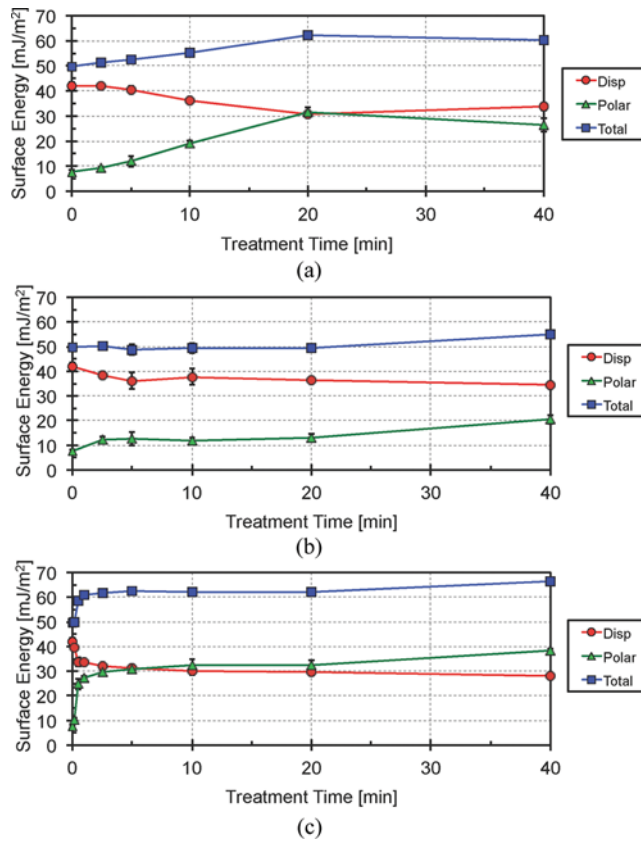 70
60
50
40
30
20
10
0
Surface Energy [mJ/m²]
0 10 20 30 40
Treatment Time [min]
Disp
Polar
Total
(a)
70
60
50
40
30
20
10
0
Surface Energy [mJ/m²]
0 10 20 30 40
Treatment Time [min]
Disp
Polar
Total
(b)
70
60
50
40
30
20
10
0
Surface Energy [mJ/m²]
0 10 20 30 40
Treatment Time [min]
Disp
Polar
Total
(c)